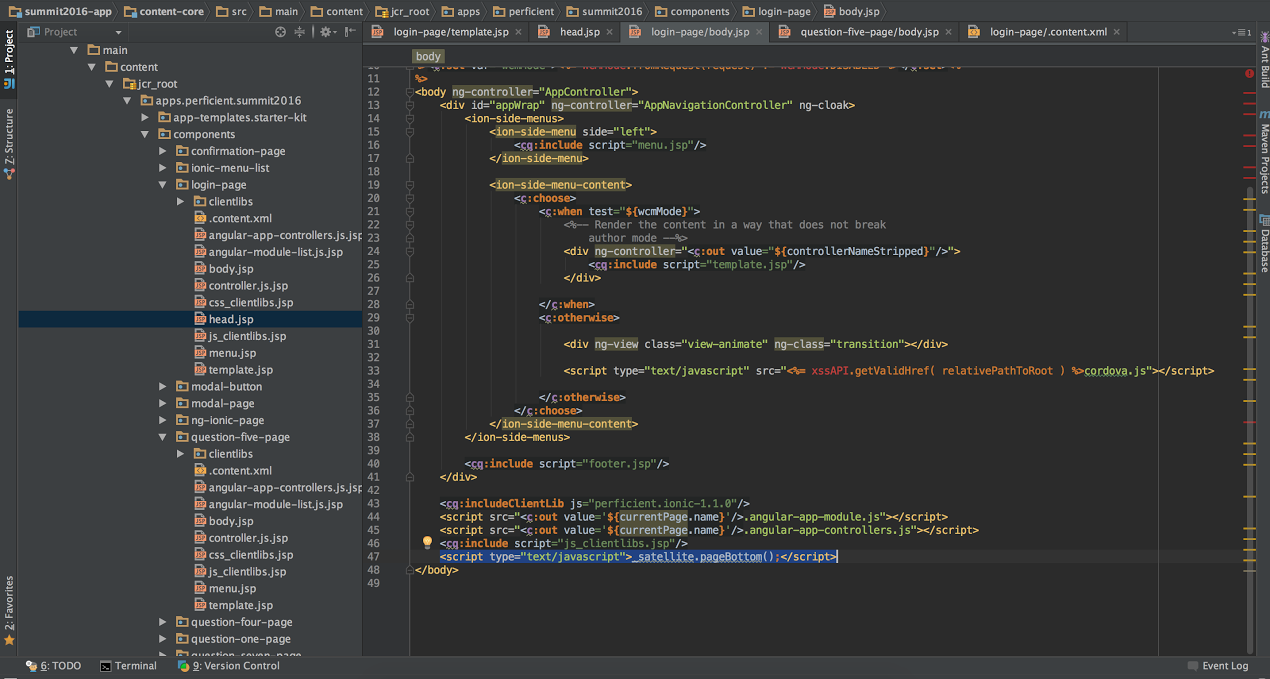 summit2016-app content-core src main content jcr_root apps perficient summit2016 components login-page body.jsp
Project
login-page/template.jsp head.jsp login-page/body.jsp question-five-page/body.jsp login-page/.content.xml
1: Project
Z: Structure
2: Favorites
main
content
jcr_root
apps.perficient.summit2016
app-templates.starter-kit
components
confirmation-page
ionic-menu-list
login-page
clientlibs
.content.xml
angular-app-controllers.js.jsp
angular-module-list.js.jsp
body.jsp
controller.js.jsp
css_clientlibs.jsp
head.jsp
js_clientlibs.jsp
menu.jsp
template.jsp
modal-button
modal-page
ng-ionic-page
question-five-page
clientlibs
.content.xml
angular-app-controllers.js.jsp
angular-module-list.js.jsp
body.jsp
controller.js.jsp
css_clientlibs.jsp
js_clientlibs.jsp
menu.jsp
template.jsp
question-four-page
question-one-page
question-seven-page
body
11 %>
12 <body ng-controller="AppController">
13 <div id="appWrap" ng-controller="AppNavigationController" ng-cloak>
14 <ion-side-menus>
15 <ion-side-menu side="left">
16 <cq:include script="menu.jsp"/>
17 </ion-side-menu>
18
19 <ion-side-menu-content>
20 <c:choose>
21 <c:when test="${wcmMode}">
22 <%-- Render the content in a way that does not break
23 author mode --%>
24 <div ng-controller="<c:out value="${controllerNameStripped}"/>">
25 <cq:include script="template.jsp"/>
26 </div>
27
28 </c:when>
29 <c:otherwise>
30
31 <div ng-view class="view-animate" ng-class="transition"></div>
32
33 <script type="text/javascript" src="<%= xssAPI.getValidHref( relativePathToRoot ) %>cordova.js"></script>
34
35 </c:otherwise>
36 </c:choose>
37 </ion-side-menu-content>
38 </ion-side-menus>
39
40 <cq:include script="footer.jsp"/>
41 </div>
42
43 <cq:includeClientLib js="perficient.ionic-1.1.0"/>
44 <script src="<c:out value='${currentPage.name}'/>.angular-app-module.js"></script>
45 <script src="<c:out value='${currentPage.name}'/>.angular-app-controllers.js"></script>
46 <cq:include script="js_clientlibs.jsp"/>
47 <script type="text/javascript">_satellite.pageBottom();</script>
48 </body>
49
1
Ant Build
Maven Projects
Database
6: TODO Terminal 9: Version Control Event Log